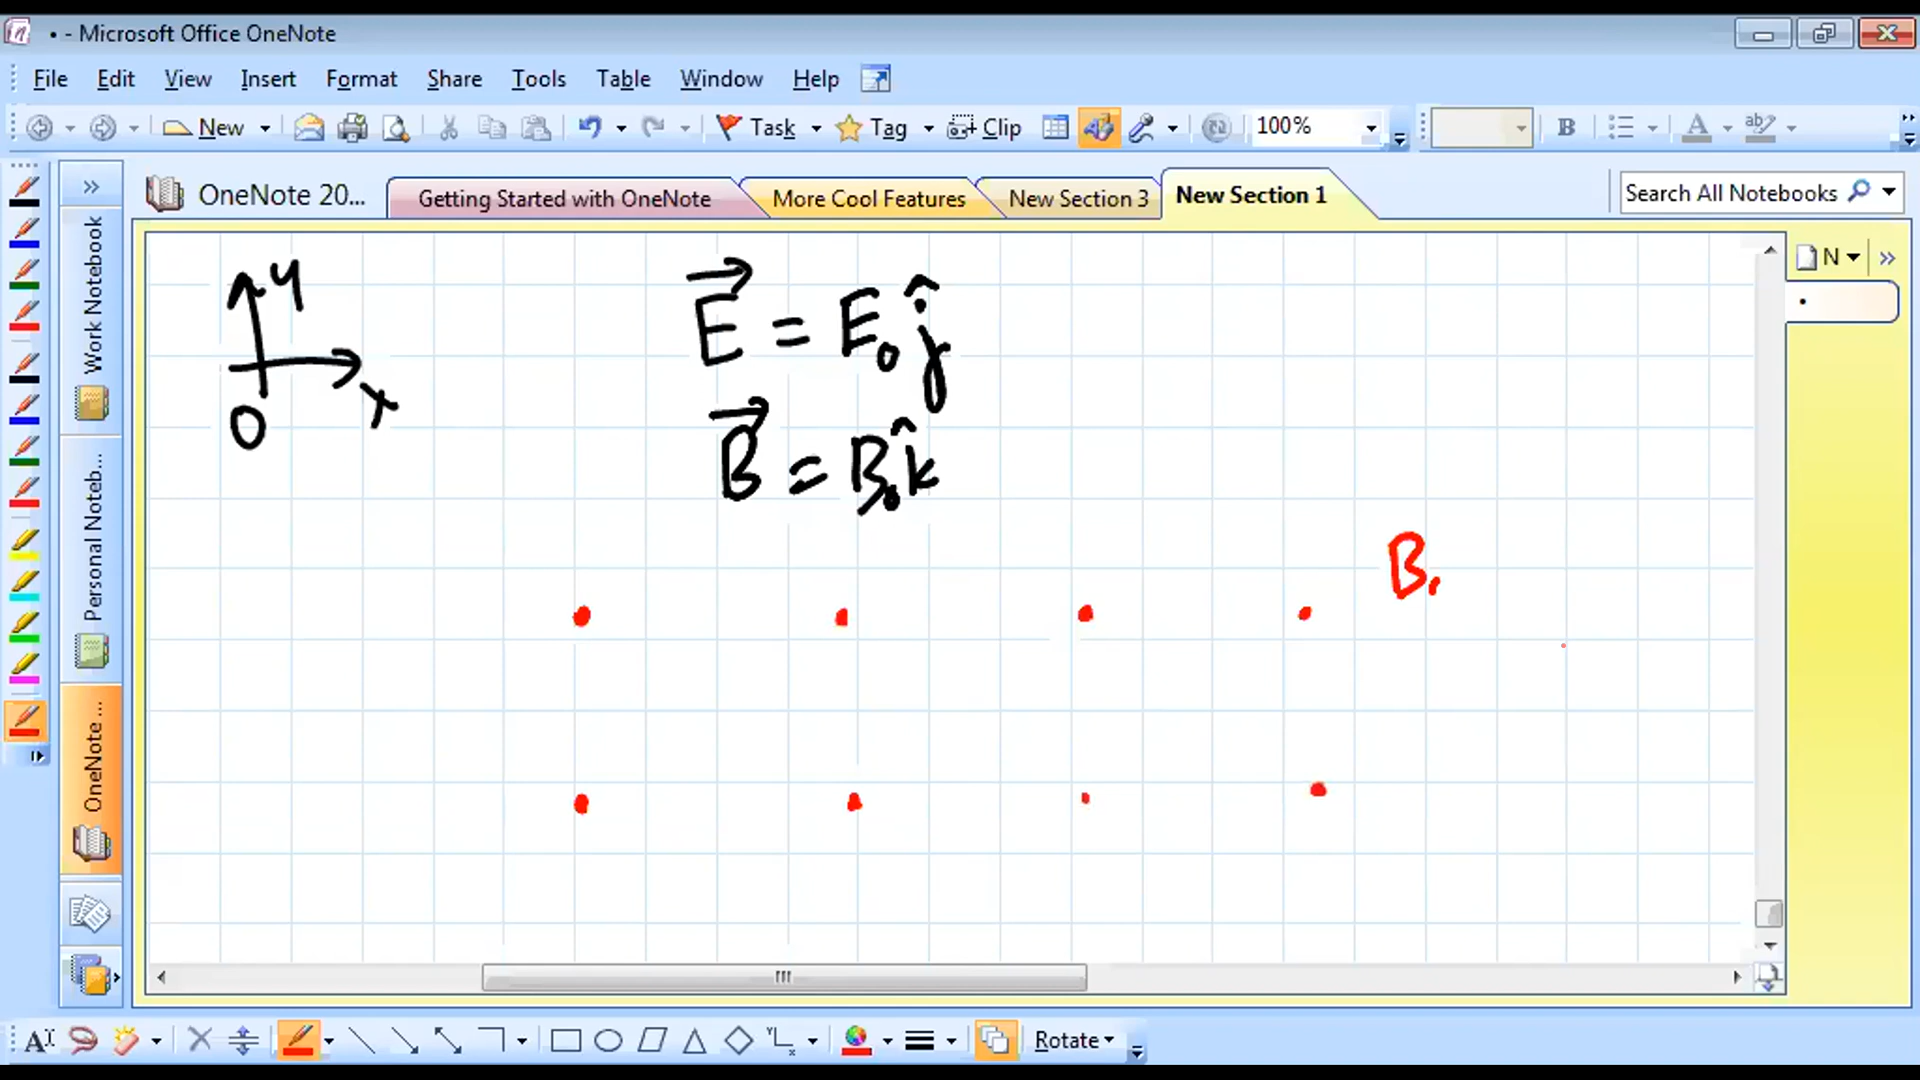 • - Microsoft Office OneNote
File Edit View Insert Format Share Tools Table Window Help
New Task Tag Clip 100% B ab A
OneNote 20... Getting Started with OneNote More Cool Features New Section 3 New Section 1 Search All Notebooks
Work Notebook
Personal Noteb...
OneNote ...
N
y
x
O
E⃗ = E₀ ĵ
B⃗ = B₀ k̂
B.
A Rotate